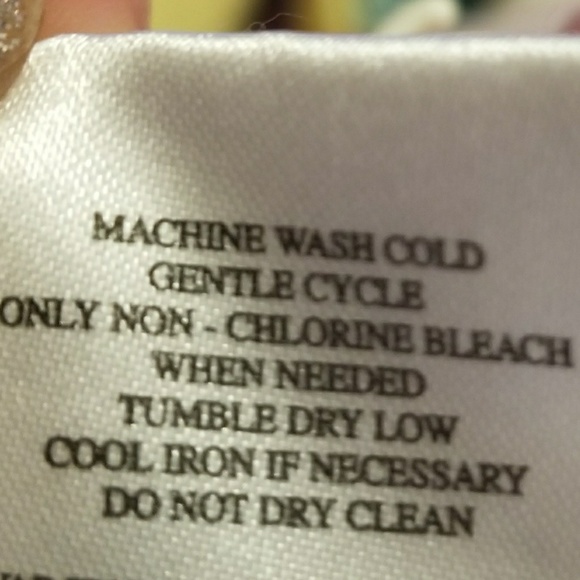 MACHINE WASH COLD
GENTLE CYCLE
ONLY NON - CHLORINE BLEACH
WHEN NEEDED
TUMBLE DRY LOW
COOL IRON IF NECESSARY
DO NOT DRY CLEAN